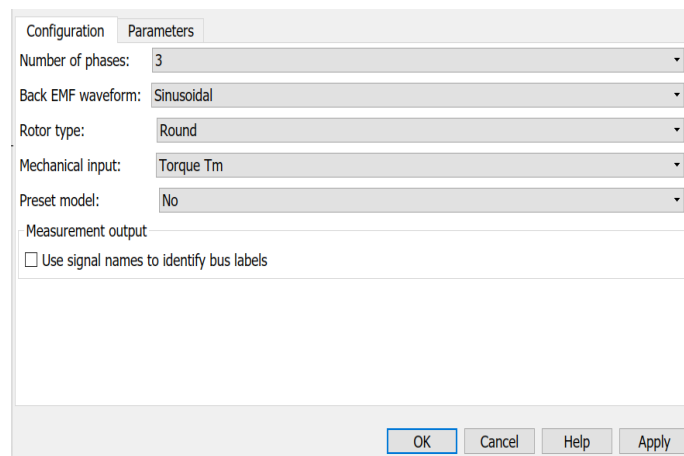 Configuration Parameters
Number of phases: 3
Back EMF waveform: Sinusoidal
Rotor type: Round
Mechanical input: Torque Tm
Preset model: No
Measurement output
Use signal names to identify bus labels
OK Cancel Help Apply